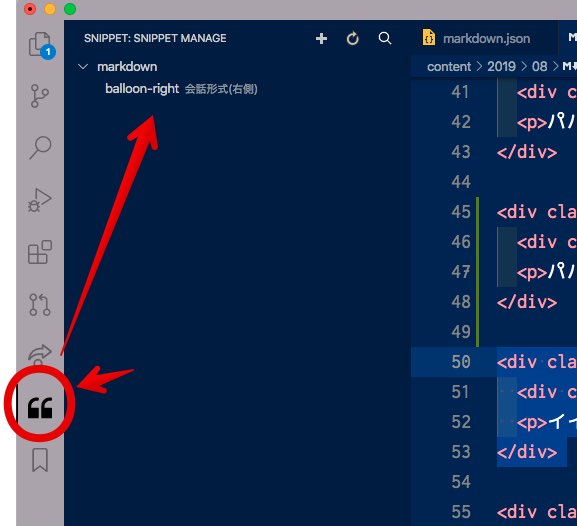 SNIPPET: SNIPPET MANAGE
markdown
balloon-right 会話形式(右側)
1
markdown.json
content > 2019 > 08 >
41 <div c
42 <p>パ
43 </div>
44
45 <div cla
46 <div c
47 <p>パ
48 </div>
49
50 <div cla
51 <div c
52 <p>イ
53 </div>
54
55 <div clas